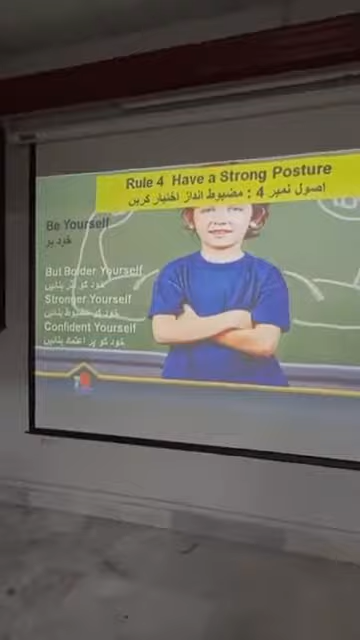 Rule 4 Have a Strong Posture
اصول نمبر 4 : مضبوط انداز اختیار کریں
Be Yourself
خود پر
But Bolder Yourself
خود کو نڈر بنائیں
Stronger Yourself
خود کو مضبوط بنائیں
Confident Yourself
خود کو پر اعتماد بنائیں